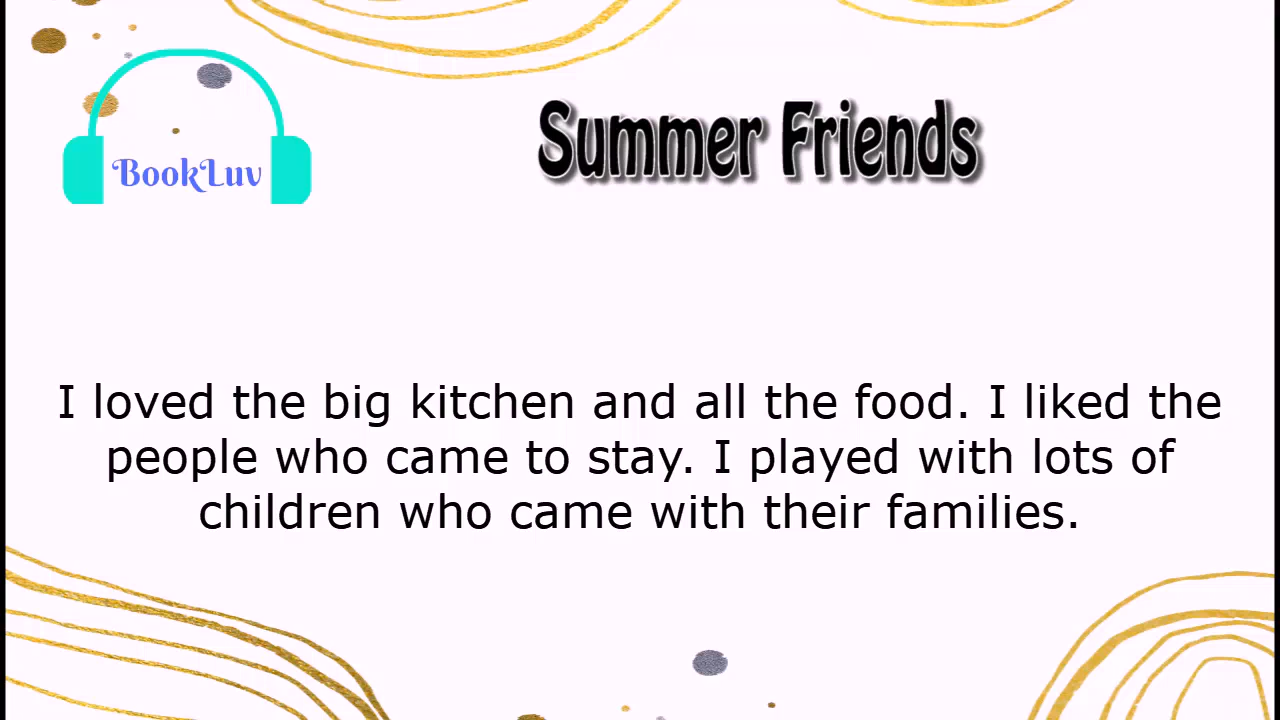 BookLuv
Summer Friends
I loved the big kitchen and all the food. I liked the
people who came to stay. I played with lots of
children who came with their families.